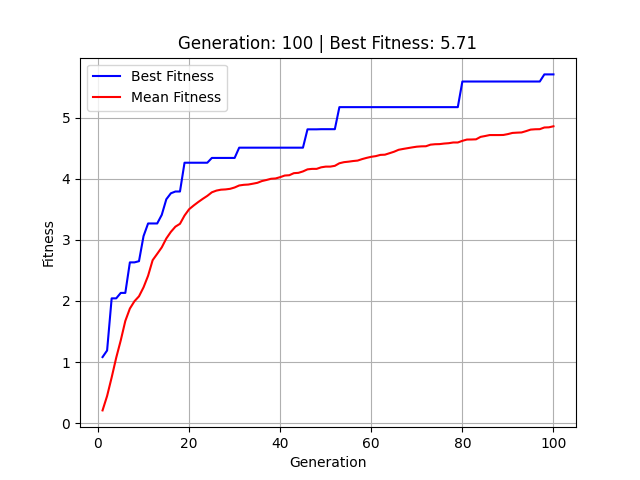 Generation: 100 | Best Fitness: 5.71
Best Fitness
Mean Fitness
Fitness
5
4
3
2
1
0
0 20 40 60 80 100
Generation